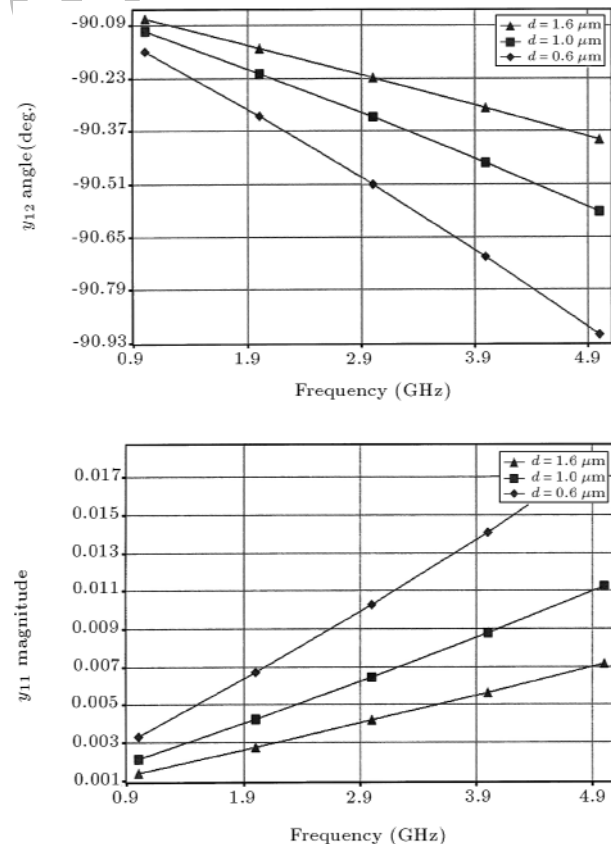 -90.09
-90.23
-90.37
-90.51
-90.65
-90.79
-90.93
y12 angle(deg.)
d = 1.6 μm
d = 1.0 μm
d = 0.6 μm
0.9 1.9 2.9 3.9 4.9
Frequency (GHz)
0.017
0.015
0.013
0.011
0.009
0.007
0.005
0.003
0.001
y11 magnitude
d = 1.6 μm
d = 1.0 μm
d = 0.6 μm
0.9 1.9 2.9 3.9 4.9
Frequency (GHz)